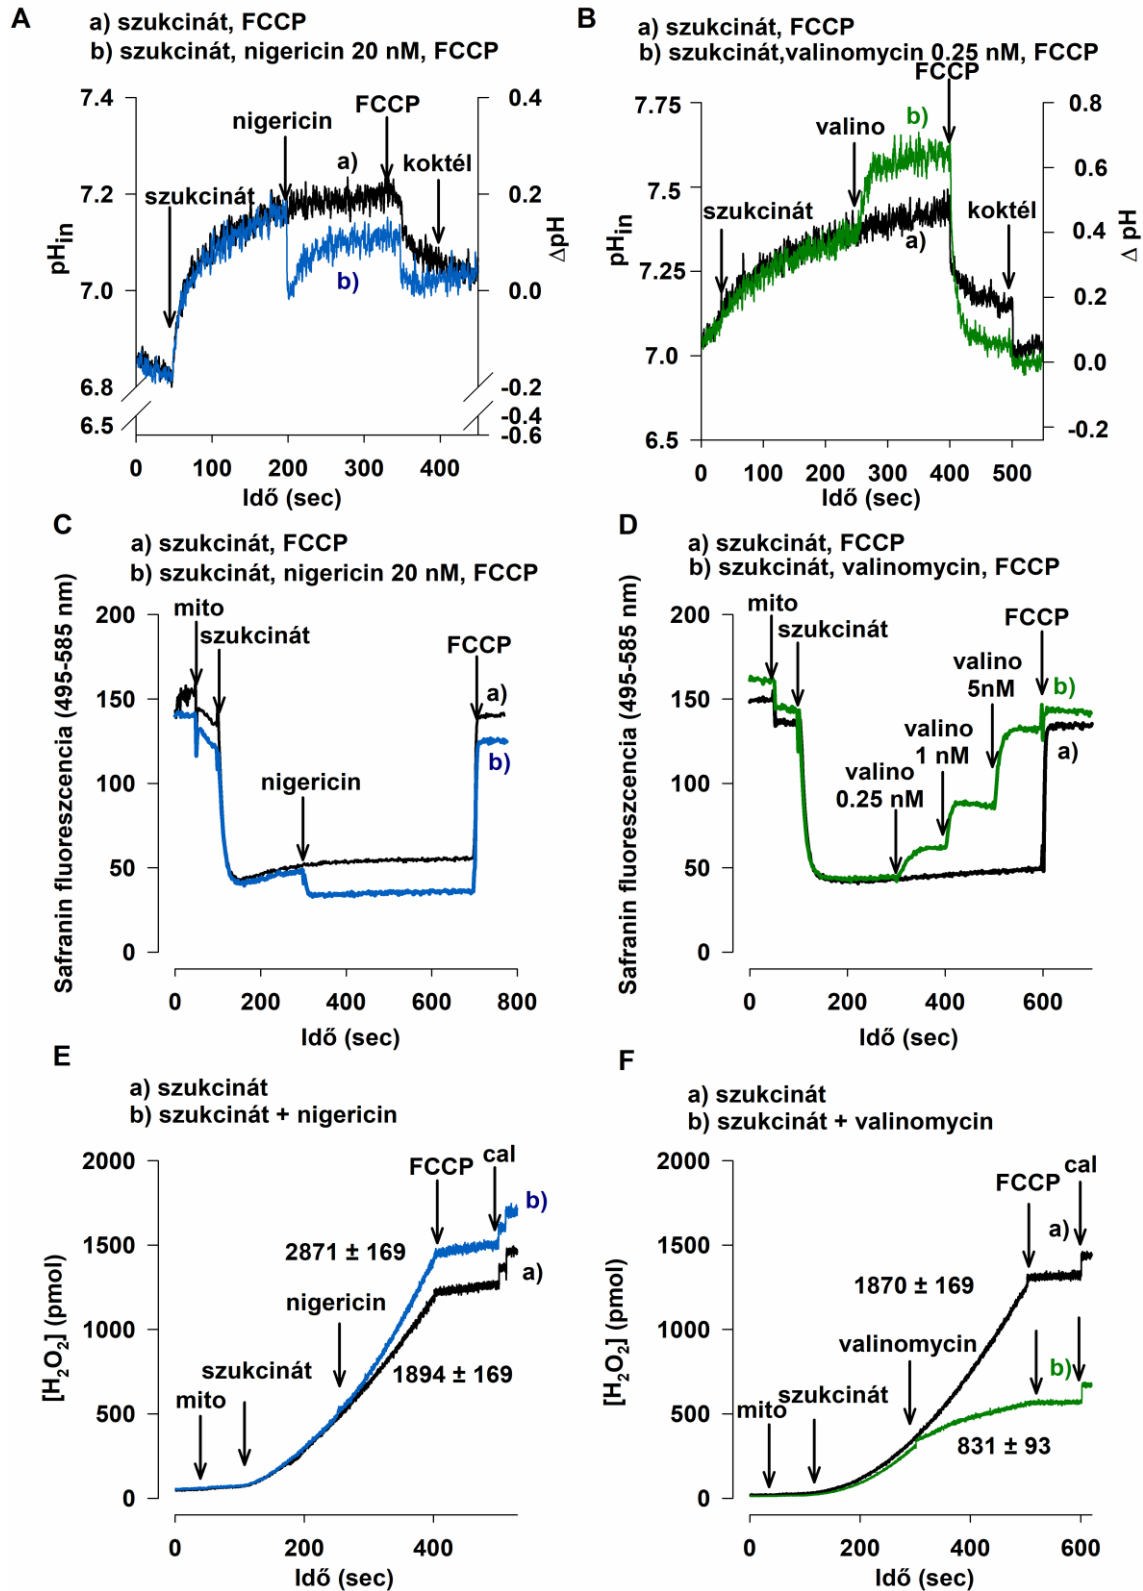 A
a) szukcinát, FCCP
b) szukcinát, nigericin 20 nM, FCCP
7.4
7.2
7.0
6.8
6.5
pHin
0.4
0.2
0.0
-0.2
-0.4
-0.6
ΔpH
szukcinát
nigericin
FCCP
koktél
a)
b)
0 100 200 300 400
Idő (sec)
B
a) szukcinát, FCCP
b) szukcinát,valinomycin 0.25 nM, FCCP
7.75
7.5
7.25
7.0
6.5
pHin
0.8
0.6
0.4
0.2
0.0
-0.2
Δ pH
szukcinát
valino
FCCP
koktél
b)
a)
0 100 200 300 400 500
Idő (sec)
C
a) szukcinát, FCCP
b) szukcinát, nigericin 20 nM, FCCP
Safranin fluoreszcencia (495-585 nm)
200
150
100
50
0
mito
szukcinát
nigericin
FCCP
a)
b)
0 200 400 600 800
Idő (sec)
D
a) szukcinát, FCCP
b) szukcinát, valinomycin, FCCP
Safranin fluoreszcencia (495-585 nm)
200
150
100
50
0
mito
szukcinát
valino
0.25 nM
valino
1 nM
valino
5nM
FCCP
b)
a)
0 200 400 600
Idő (sec)
E
a) szukcinát
b) szukcinát + nigericin
[H2O2] (pmol)
2000
1500
1000
500
0
mito
szukcinát
nigericin
FCCP
cal
b)
a)
2871 ± 169
1894 ± 169
0 200 400
Idő (sec)
F
a) szukcinát
b) szukcinát + valinomycin
[H2O2] (pmol)
2000
1500
1000
500
0
mito
szukcinát
valinomycin
FCCP
cal
a)
b)
1870 ± 169
831 ± 93
0 200 400 600
Idő (sec)